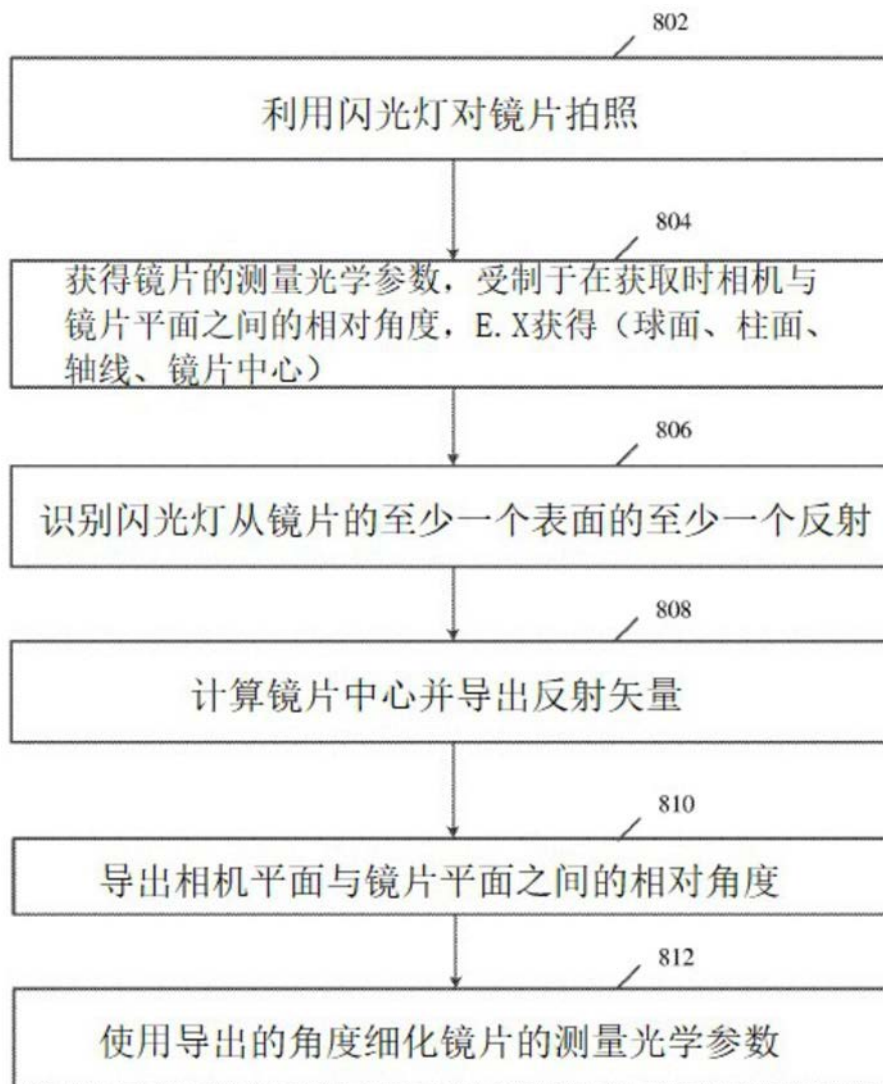 802
利用闪光灯对镜片拍照
804
获得镜片的测量光学参数，受制于在获取时相机与
镜片平面之间的相对角度，E.X获得（球面、柱面、
轴线、镜片中心）
806
识别闪光灯从镜片的至少一个表面的至少一个反射
808
计算镜片中心并导出反射矢量
810
导出相机平面与镜片平面之间的相对角度
812
使用导出的角度细化镜片的测量光学参数